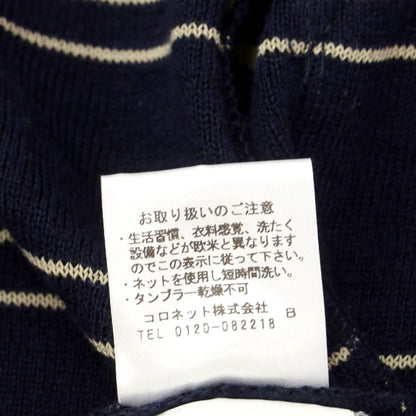 お取り扱いのご注意
・生活習慣、衣料感覚、洗たく
設備などが欧米と異なります
のでこの表示に従って下さい。
・ネットを使用し短時間洗い。
・タンブラー乾燥不可
コロネット株式会社
TEL 0120-082218 B